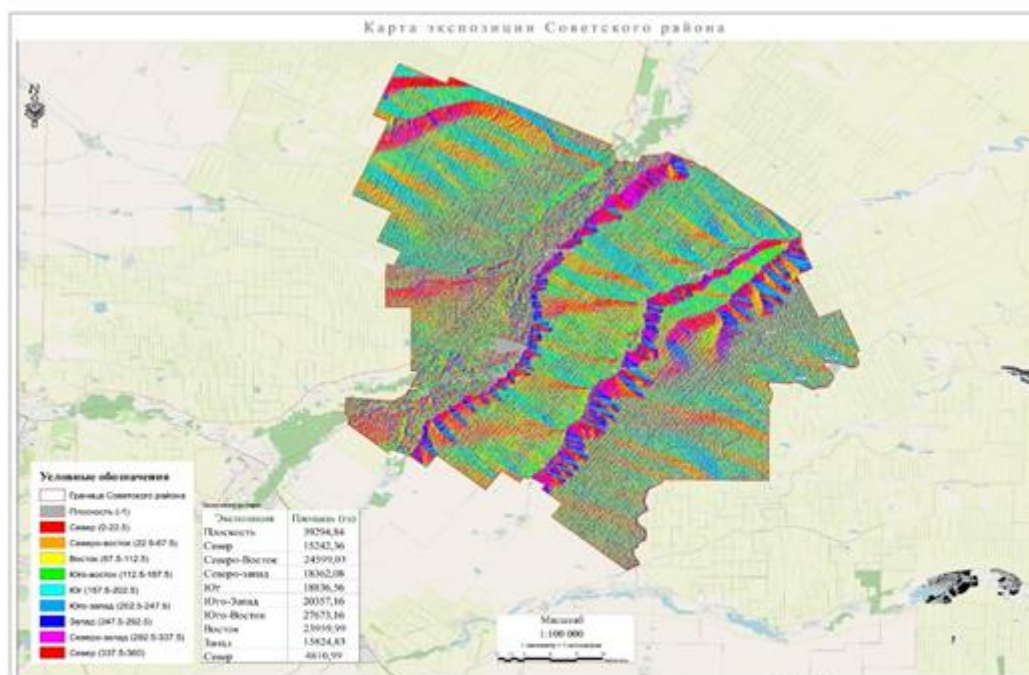 Карта экспозиции Советского района
N
Условные обозначения
Граница Советского района
Плоскость (-1)
Север (0-22.5)
Северо-восток (22.5-67.5)
Восток (67.5-112.5)
Юго-восток (112.5-157.5)
Юг (157.5-202.5)
Юго-запад (202.5-247.5)
Запад (247.5-292.5)
Северо-запад (292.5-337.5)
Север (337.5-360)
Экспозиция Площадь (га)
Плоскость 39294,84
Север 15242,36
Северо-Восток 24599,03
Северо-запад 18362,08
Юг 18836,56
Юго-Запад 20357,16
Юго-Восток 27673,16
Восток 23939,99
Запад 15824,83
Север 4810,99
Масштаб
1:100 000